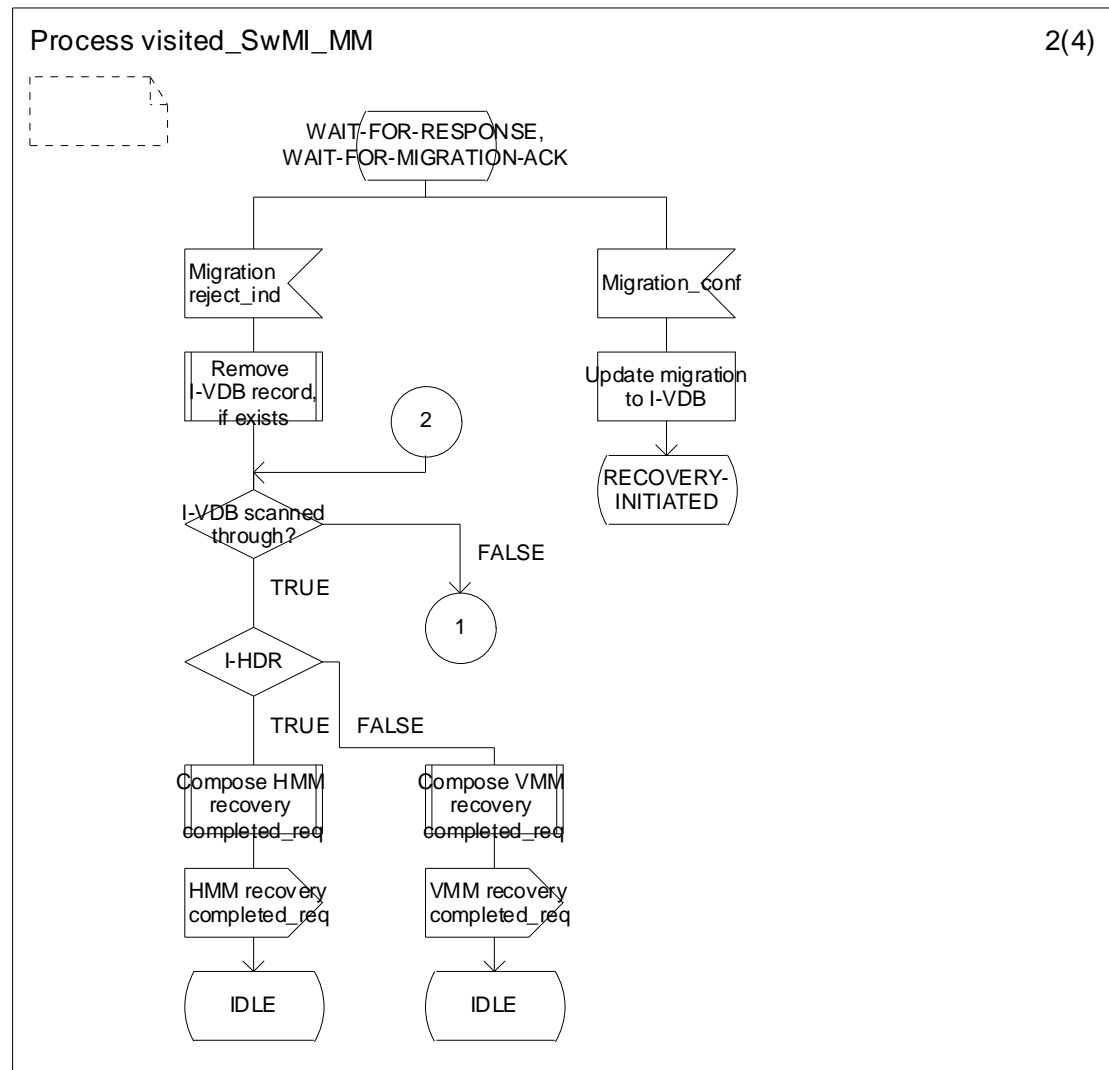 Process visited_SwMI_MM
2(4)
WAIT-FOR-RESPONSE,
WAIT-FOR-MIGRATION-ACK
Migration
reject_ind
Migration_conf
Remove
I-VDB record,
if exists
Update migration
to I-VDB
2
RECOVERY-
INITIATED
I-VDB scanned
through?
FALSE
TRUE
1
I-HDR
TRUE
FALSE
Compose HMM
recovery
completed_req
Compose VMM
recovery
completed_req
HMM recovery
completed_req
VMM recovery
completed_req
IDLE
IDLE